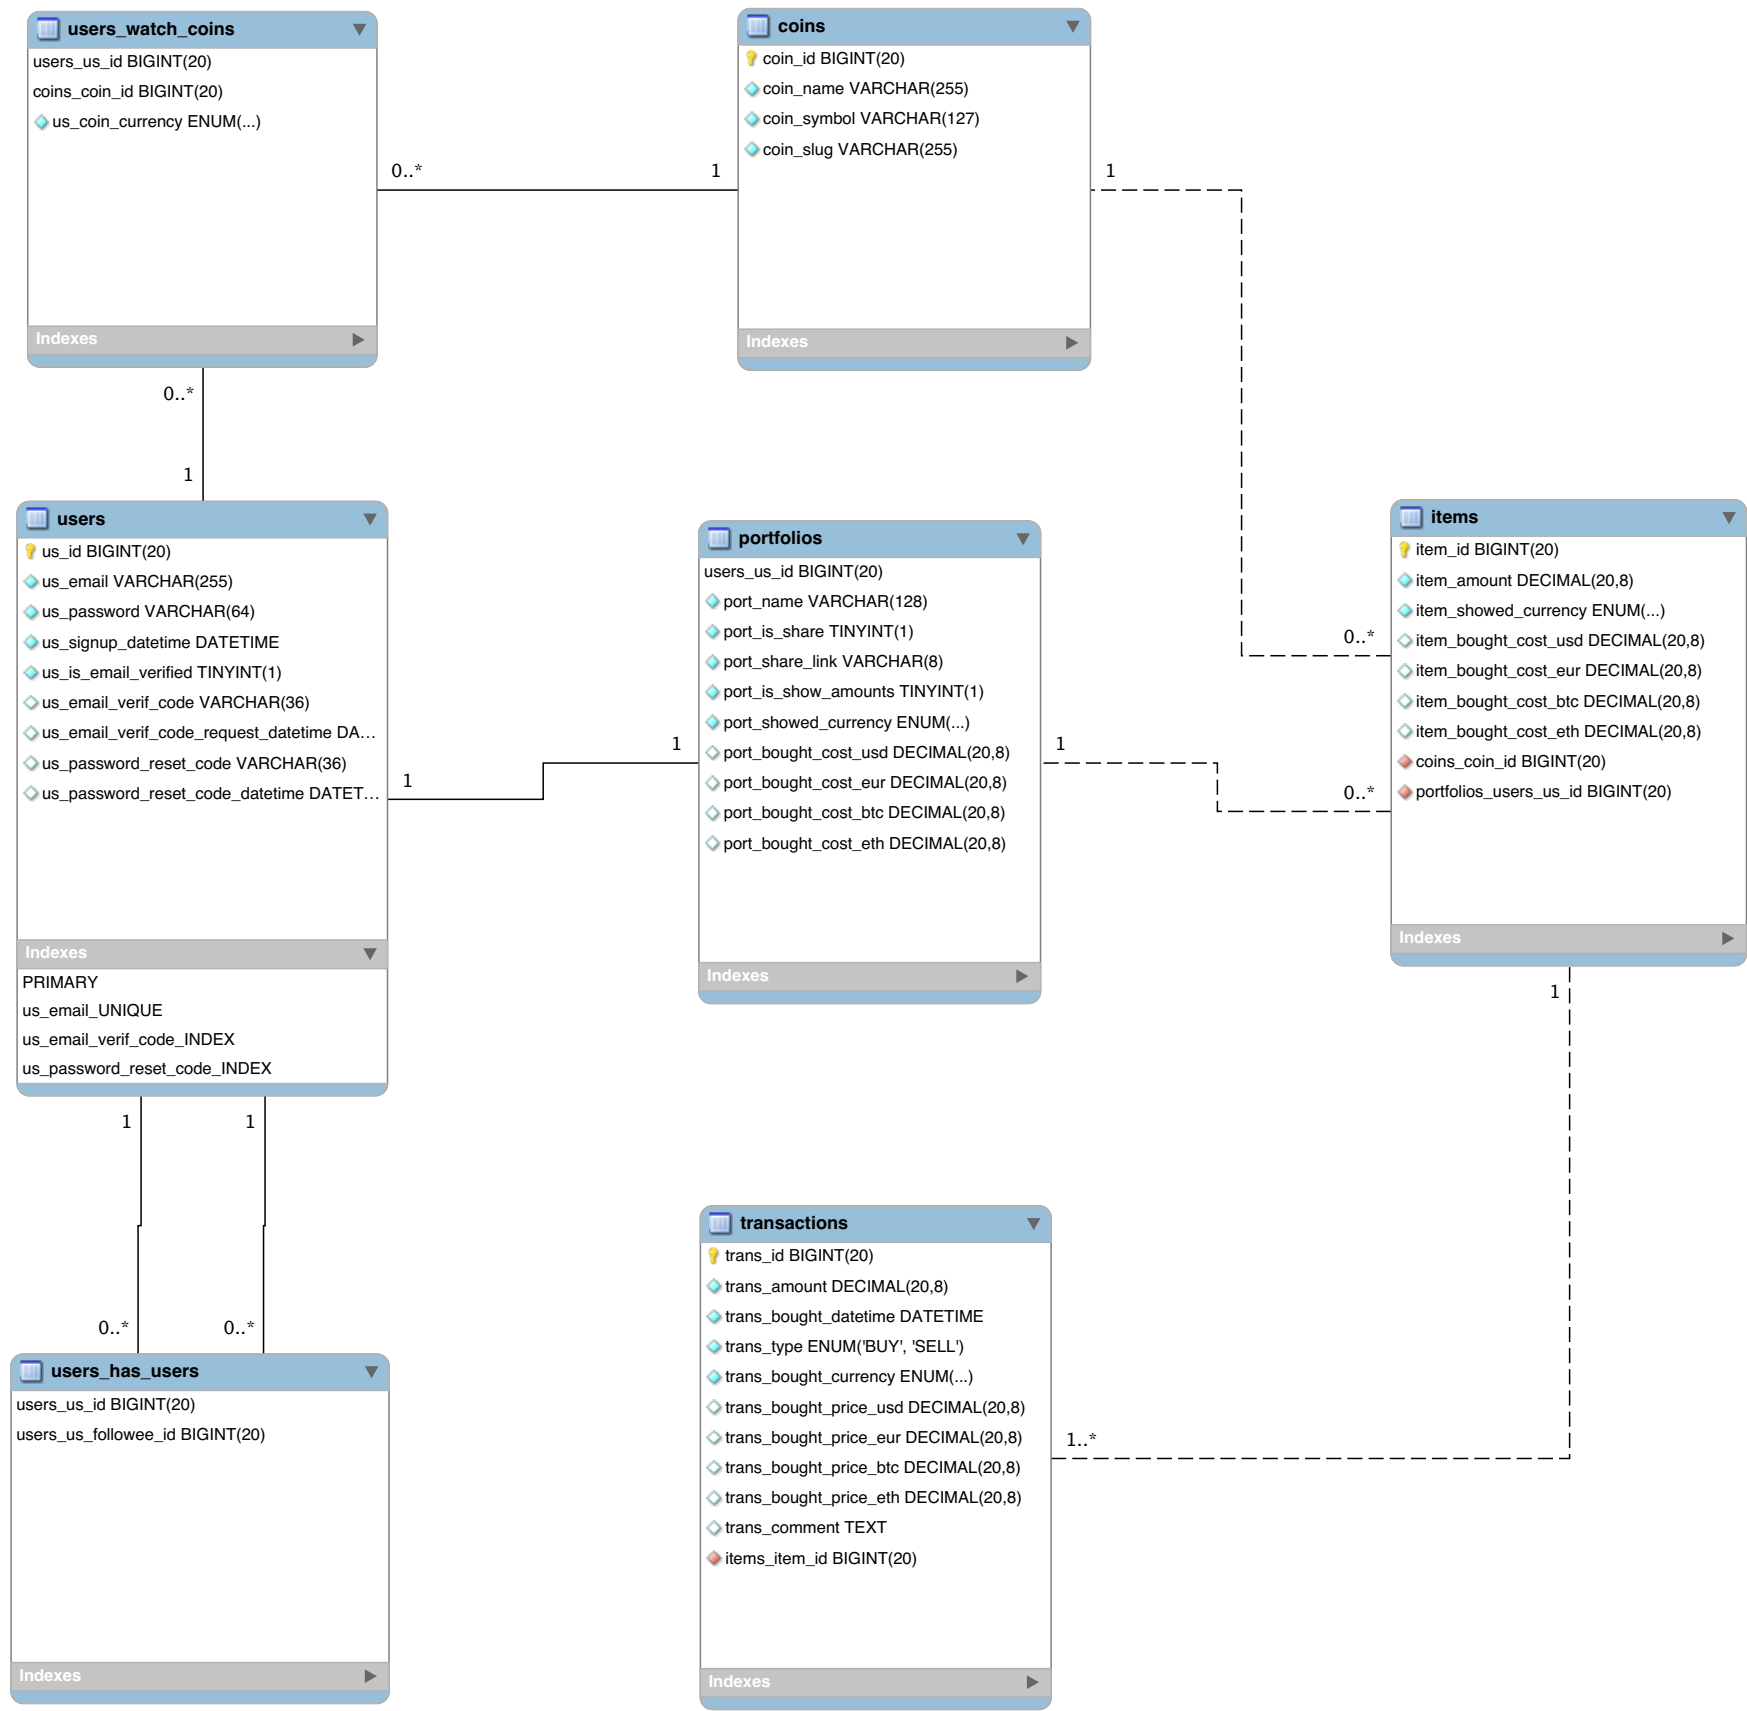 users_watch_coins
users_us_id BIGINT(20)
coins_coin_id BIGINT(20)
us_coin_currency ENUM(...)
Indexes
coins
coin_id BIGINT(20)
coin_name VARCHAR(255)
coin_symbol VARCHAR(127)
coin_slug VARCHAR(255)
Indexes
0..*
1
1
0..*
1
users
us_id BIGINT(20)
us_email VARCHAR(255)
us_password VARCHAR(64)
us_signup_datetime DATETIME
us_is_email_verified TINYINT(1)
us_email_verif_code VARCHAR(36)
us_email_verif_code_request_datetime DA...
us_password_reset_code VARCHAR(36)
us_password_reset_code_datetime DATET...
Indexes
PRIMARY
us_email_UNIQUE
us_email_verif_code_INDEX
us_password_reset_code_INDEX
1
1
portfolios
users_us_id BIGINT(20)
port_name VARCHAR(128)
port_is_share TINYINT(1)
port_share_link VARCHAR(8)
port_is_show_amounts TINYINT(1)
port_showed_currency ENUM(...)
port_bought_cost_usd DECIMAL(20,8)
port_bought_cost_eur DECIMAL(20,8)
port_bought_cost_btc DECIMAL(20,8)
port_bought_cost_eth DECIMAL(20,8)
Indexes
1
0..*
0..*
items
item_id BIGINT(20)
item_amount DECIMAL(20,8)
item_showed_currency ENUM(...)
item_bought_cost_usd DECIMAL(20,8)
item_bought_cost_eur DECIMAL(20,8)
item_bought_cost_btc DECIMAL(20,8)
item_bought_cost_eth DECIMAL(20,8)
coins_coin_id BIGINT(20)
portfolios_users_us_id BIGINT(20)
Indexes
1
1
1
0..*
0..*
users_has_users
users_us_id BIGINT(20)
users_us_followee_id BIGINT(20)
Indexes
transactions
trans_id BIGINT(20)
trans_amount DECIMAL(20,8)
trans_bought_datetime DATETIME
trans_type ENUM('BUY', 'SELL')
trans_bought_currency ENUM(...)
trans_bought_price_usd DECIMAL(20,8)
trans_bought_price_eur DECIMAL(20,8)
trans_bought_price_btc DECIMAL(20,8)
trans_bought_price_eth DECIMAL(20,8)
trans_comment TEXT
items_item_id BIGINT(20)
Indexes
1..*